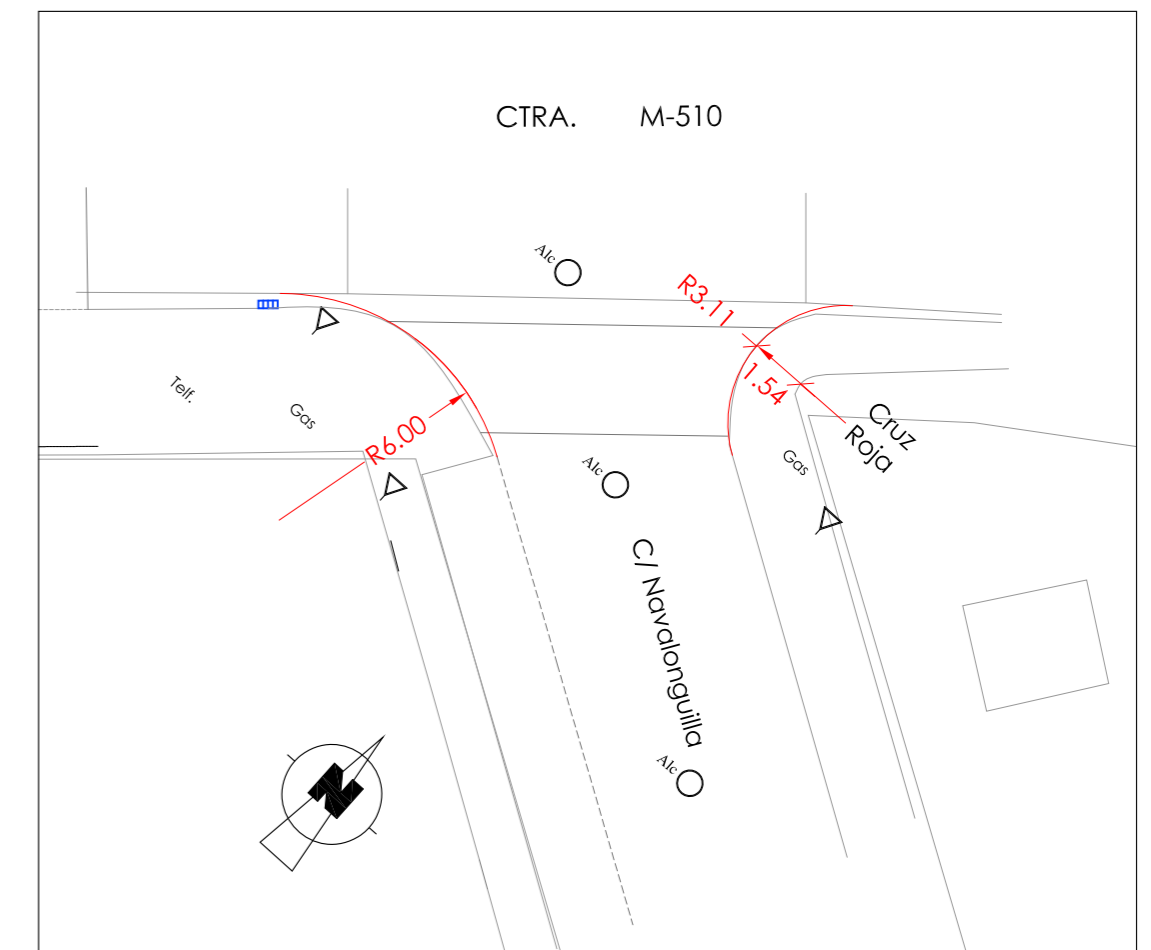 CTRA. M-510
Alc
R3.11
1.54
Telf.
Gas
R6.00
Cruz
Roja
Gas
Alc
C/ Navalonguilla
Alc
N